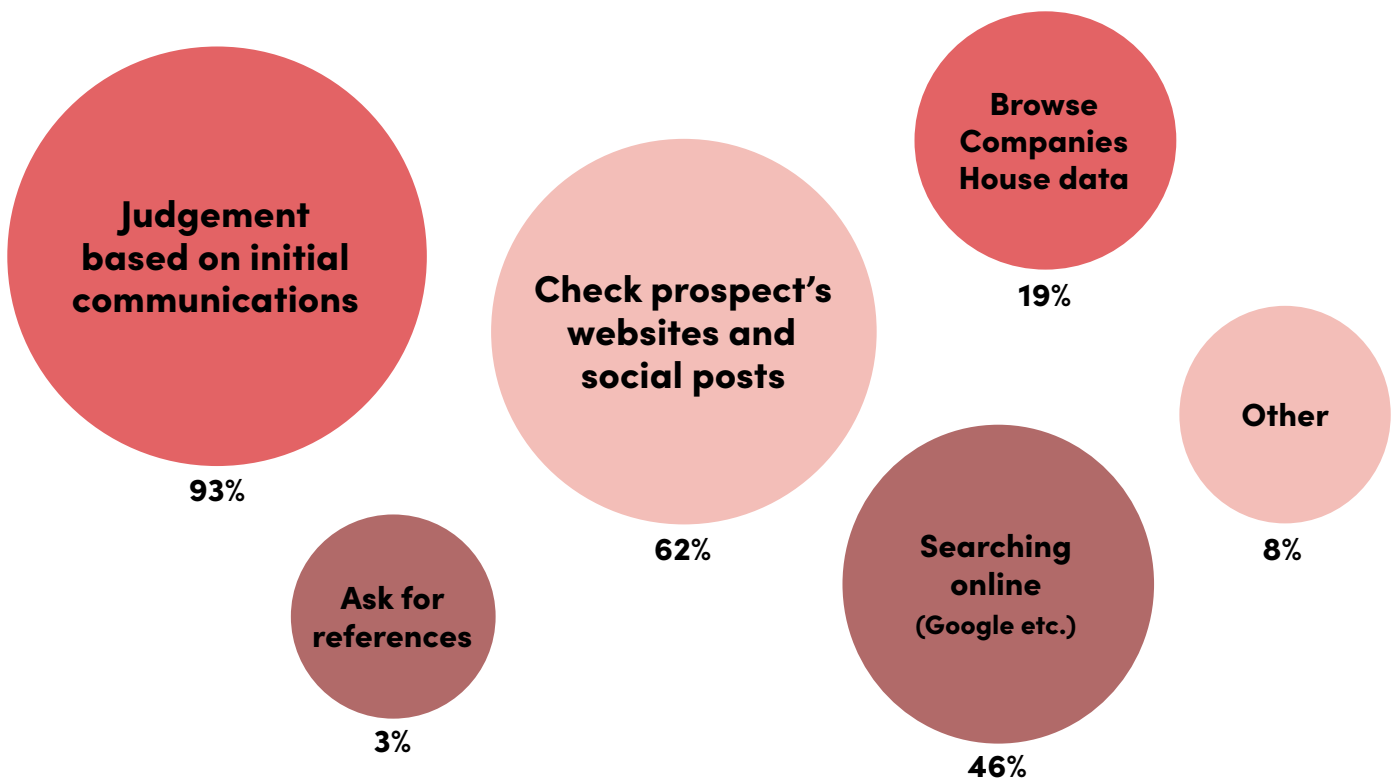 Judgement
based on initial
communications
93%
Check prospect’s
websites and
social posts
62%
Browse
Companies
House data
19%
Other
8%
Ask for
references
3%
Searching
online
(Google etc.)
46%